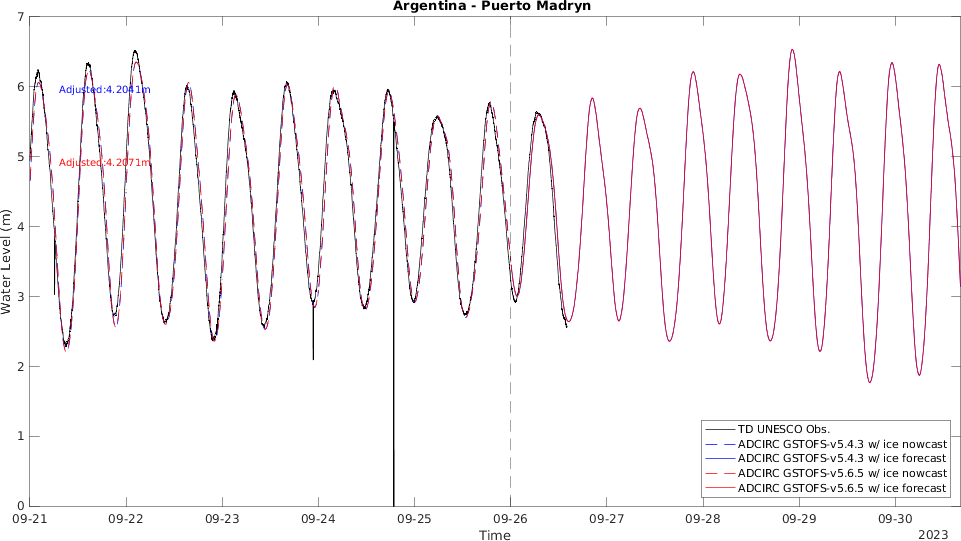 Argentina - Puerto Madryn
7
6
5
4
3
2
1
0
Water Level (m)
Adjusted:4.2041m
Adjusted:4.2071m
TD UNESCO Obs.
ADCIRC GSTOFS-v5.4.3 w/ ice nowcast
ADCIRC GSTOFS-v5.4.3 w/ ice forecast
ADCIRC GSTOFS-v5.6.5 w/ ice nowcast
ADCIRC GSTOFS-v5.6.5 w/ ice forecast
09-21 09-22 09-23 09-24 09-25 09-26 09-27 09-28 09-29 09-30
Time
2023